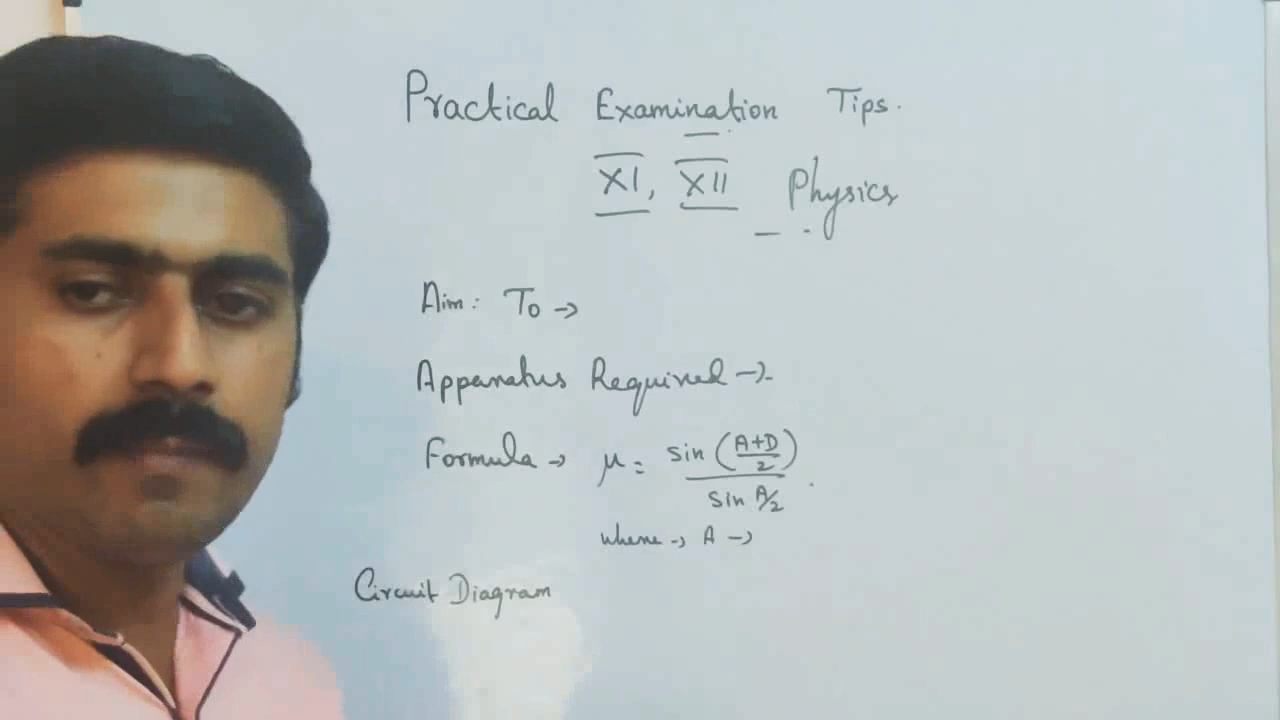 Practical Examination Tips.
XI, XII Physics
Aim: To →
Apparatus Required →
Formula → μ = sin (A+D/2) / sin A/2
where → A →
Circuit Diagram